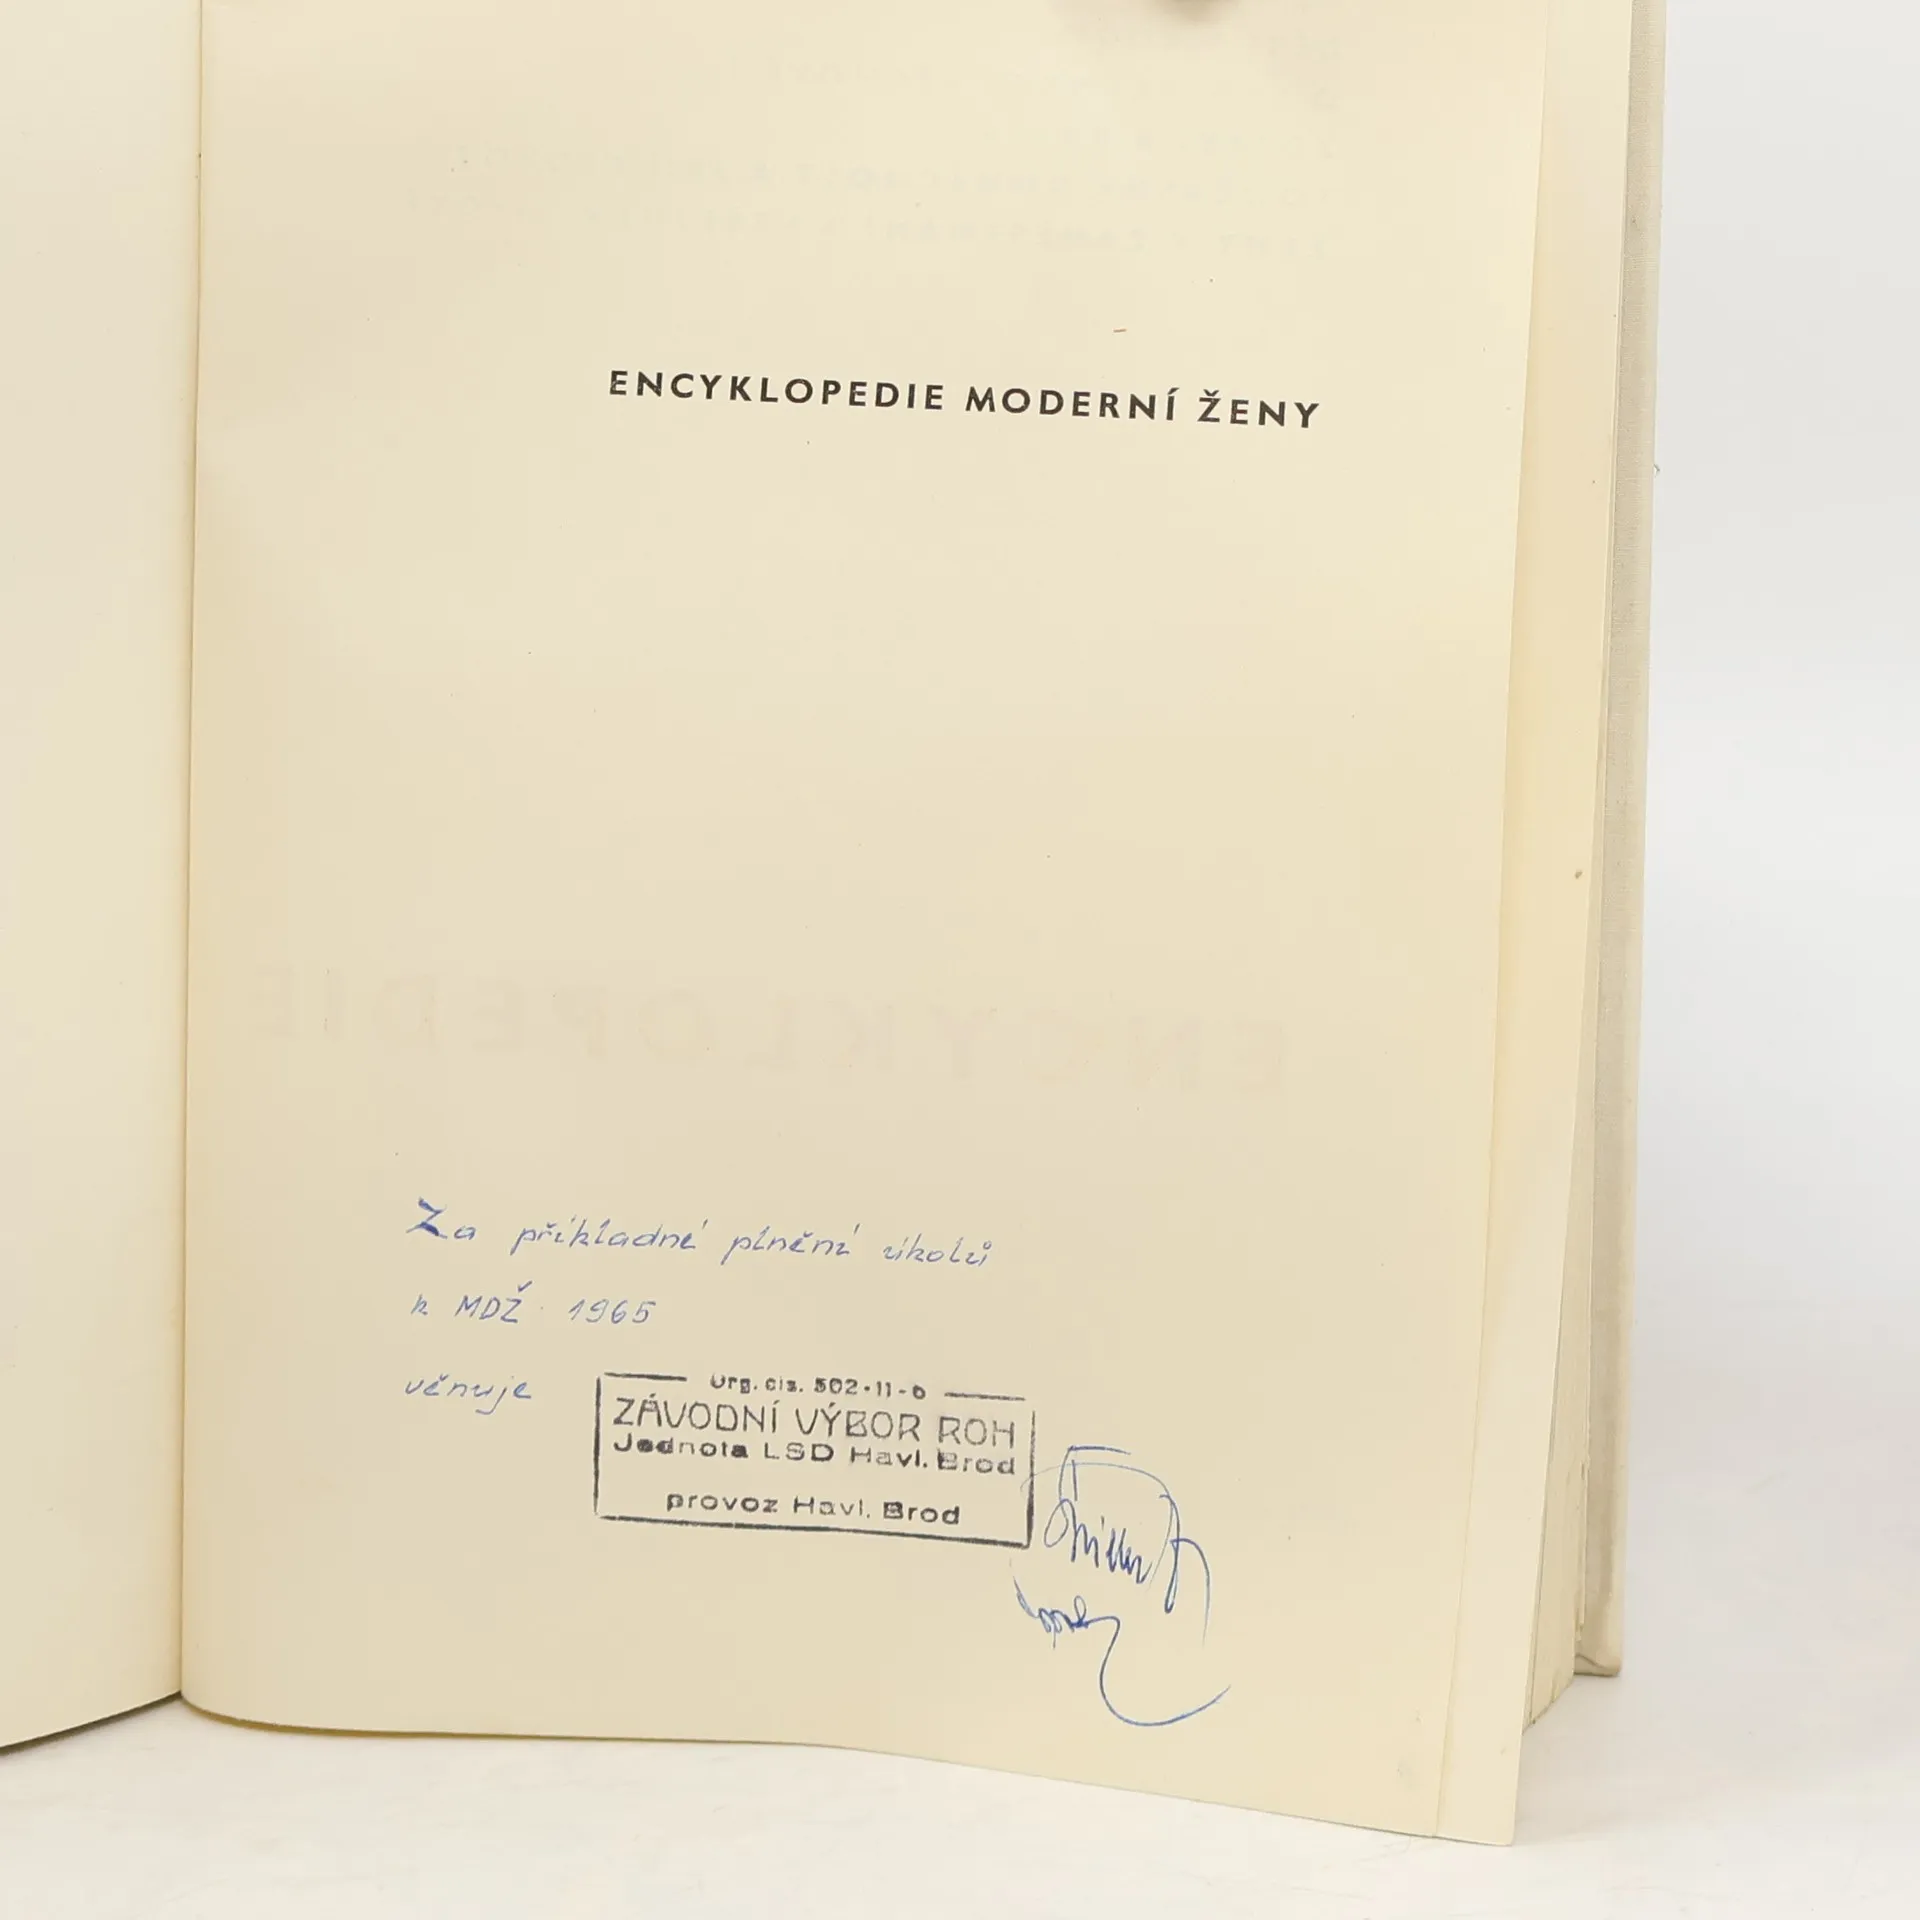 ENCYKLOPEDIE MODERNÍ ŽENY
Za příkladné plnění úkolů
k MDŽ 1965
věnuje
Org. čís. 502-11-6
ZÁVODNÍ VÝBOR ROH
Jednota LSD Havl. Brod
provoz Havl. Brod